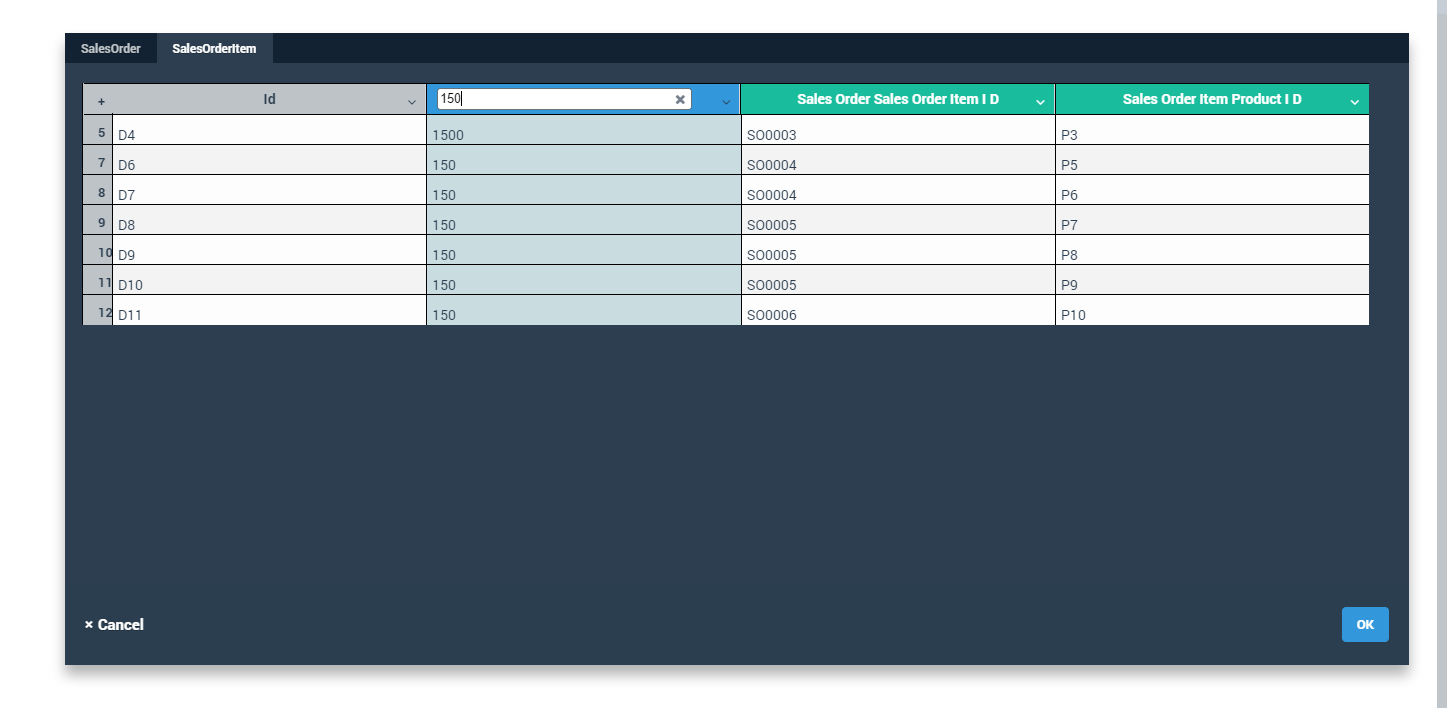 SalesOrder SalesOrderItem
+ Id 150 Sales Order Sales Order Item I D Sales Order Item Product I D
5 D4 1500 SO0003 P3
7 D6 150 SO0004 P5
8 D7 150 SO0004 P6
9 D8 150 SO0005 P7
10 D9 150 SO0005 P8
11 D10 150 SO0005 P9
12 D11 150 SO0006 P10
× Cancel OK